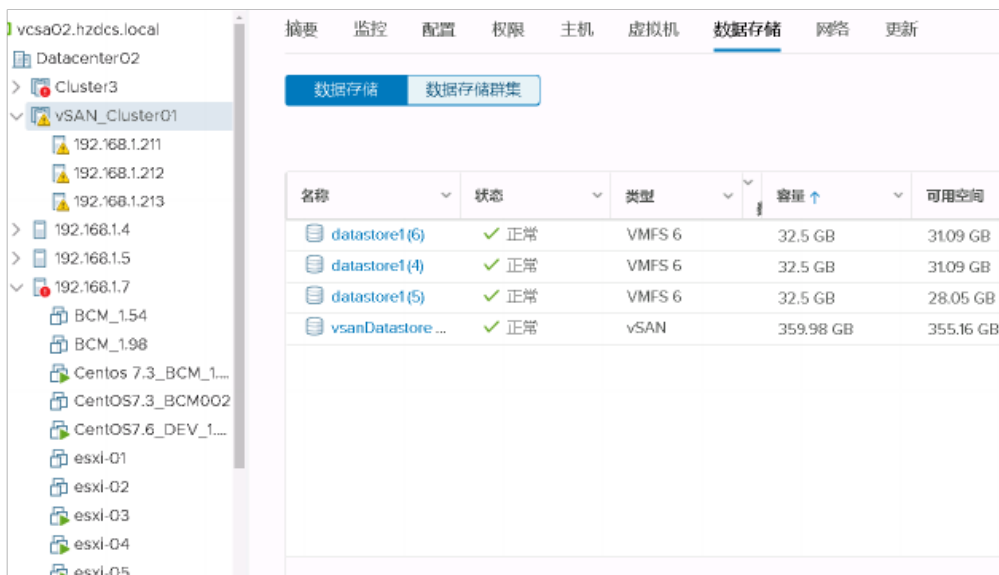 vcsa02.hzdcs.local
Datacenter02
Cluster3
vSAN_Cluster01
192.168.1.211
192.168.1.212
192.168.1.213
192.168.1.4
192.168.1.5
192.168.1.7
BCM_1.54
BCM_1.98
Centos 7.3_BCM_1....
CentOS7.3_BCM002
CentOS7.6_DEV_1....
esxi-01
esxi-02
esxi-03
esxi-04
esxi-05
摘要 监控 配置 权限 主机 虚拟机 数据存储 网络 更新
数据存储 数据存储群集
名称 状态 类型 容量 可用空间
datastore1 (6) 正常 VMFS 6 32.5 GB 31.09 GB
datastore1 (4) 正常 VMFS 6 32.5 GB 31.09 GB
datastore1 (5) 正常 VMFS 6 32.5 GB 28.05 GB
vsanDatastore ... 正常 vSAN 359.98 GB 355.16 GB